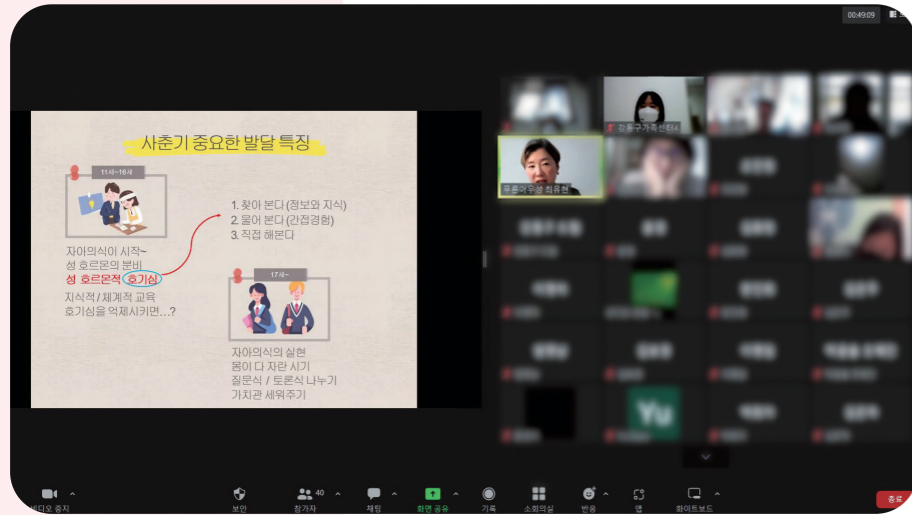 00:49:09
사춘기 중요한 발달 특징
11세~16세
자아의식이 시작~
성 호르몬의 분비
성 호르몬적 호기심
지식적 / 체계적 교육
호기심을 억제시키면...?
1. 찾아 본다 (정보와 지식)
2. 물어 본다 (간접경험)
3. 직접 해본다
17세~
자아의식의 실현
몸이 다 자란 시기
질문식 / 토론식 나누기
가치관 세워주기
강동구가족센터
푸른아우성 최유현
Yu
비디오 중지
보안
참가자
40
채팅
화면 공유
기록
소회의실
반응
앱
화이트보드
종료